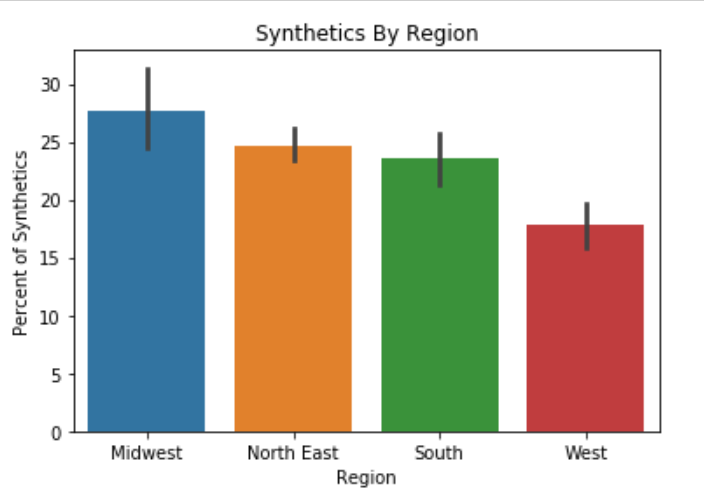 Synthetics By Region
Percent of Synthetics
30
25
20
15
10
5
0
Midwest North East South West
Region